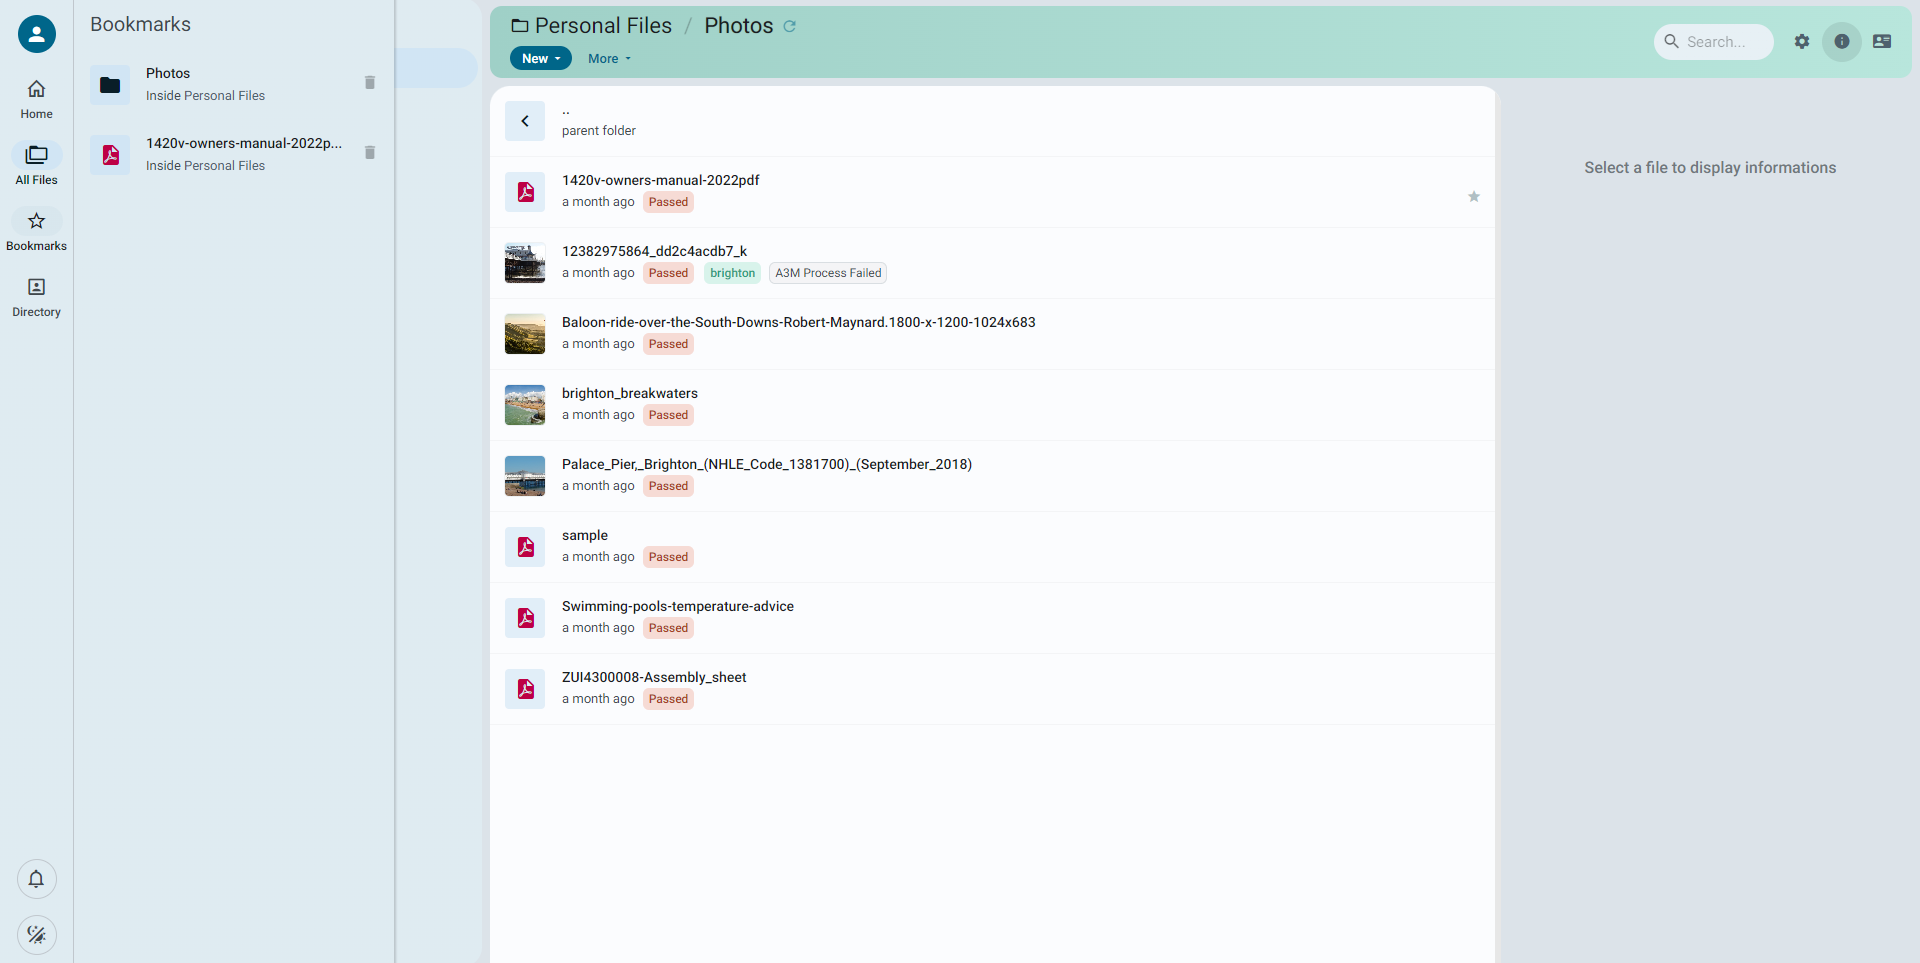 Home
All Files
Bookmarks
Directory
Bookmarks
Photos
Inside Personal Files
1420v-owners-manual-2022p...
Inside Personal Files
Personal Files / Photos
New
More
Search...
..
parent folder
1420v-owners-manual-2022pdf
a month ago Passed
12382975864_dd2c4acdb7_k
a month ago Passed brighton A3M Process Failed
Baloon-ride-over-the-South-Downs-Robert-Maynard.1800-x-1200-1024x683
a month ago Passed
brighton_breakwaters
a month ago Passed
Palace_Pier,_Brighton_(NHLE_Code_1381700)_(September_2018)
a month ago Passed
sample
a month ago Passed
Swimming-pools-temperature-advice
a month ago Passed
ZUI4300008-Assembly_sheet
a month ago Passed
Select a file to display informations